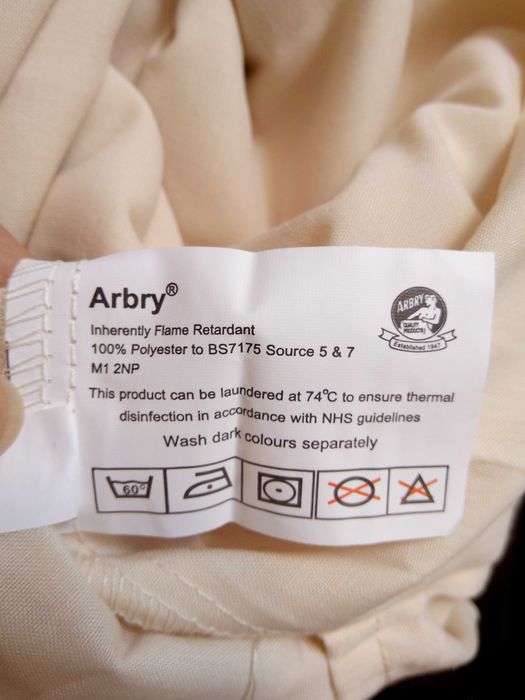 Arbry®
Inherently Flame Retardant
100% Polyester to BS7175 Source 5 & 7
M1 2NP
ARBRY
QUALITY
PRODUCTS
Established 1947
This product can be laundered at 74°C to ensure thermal
disinfection in accordance with NHS guidelines
Wash dark colours separately
60°